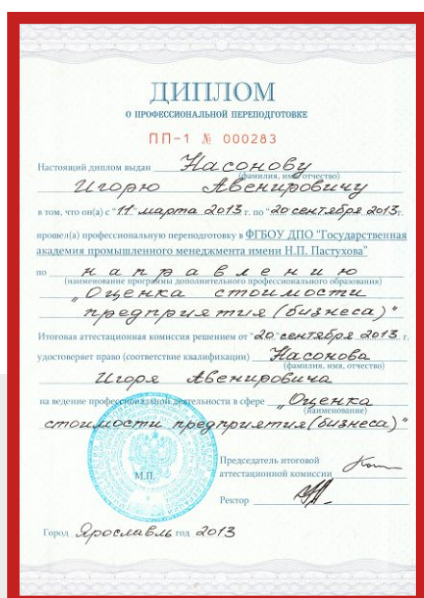 ДИПЛОМ
О ПРОФЕССИОНАЛЬНОЙ ПЕРЕПОДГОТОВКЕ
ПП-1 № 000283
Настоящий диплом выдан Насонову
(фамилия, имя, отчество)
Игорю Авенировичу
в том, что он(а) с "11" марта 2013 г. по "20 сентября 2013 г.
прошел(а) профессиональную переподготовку в ФГБОУ ДПО "Государственная
академия промышленного менеджмента имени Н.П. Пастухова"
по направлению
(наименование программы дополнительного профессионального образования)
„Оценка стоимости
предприятия (бизнеса)"
Итоговая аттестационная комиссия решением от "20" сентября 2013 г.
удостоверяет право (соответствие квалификации) Насонова
(фамилия, имя, отчество)
Игоря Авенировича
на ведение профессиональной деятельности в сфере „Оценка
(наименование)
стоимости предприятия (бизнеса)"
Председатель итоговой
аттестационной комиссии
М.П.
Ректор
Город Ярославль год 2013